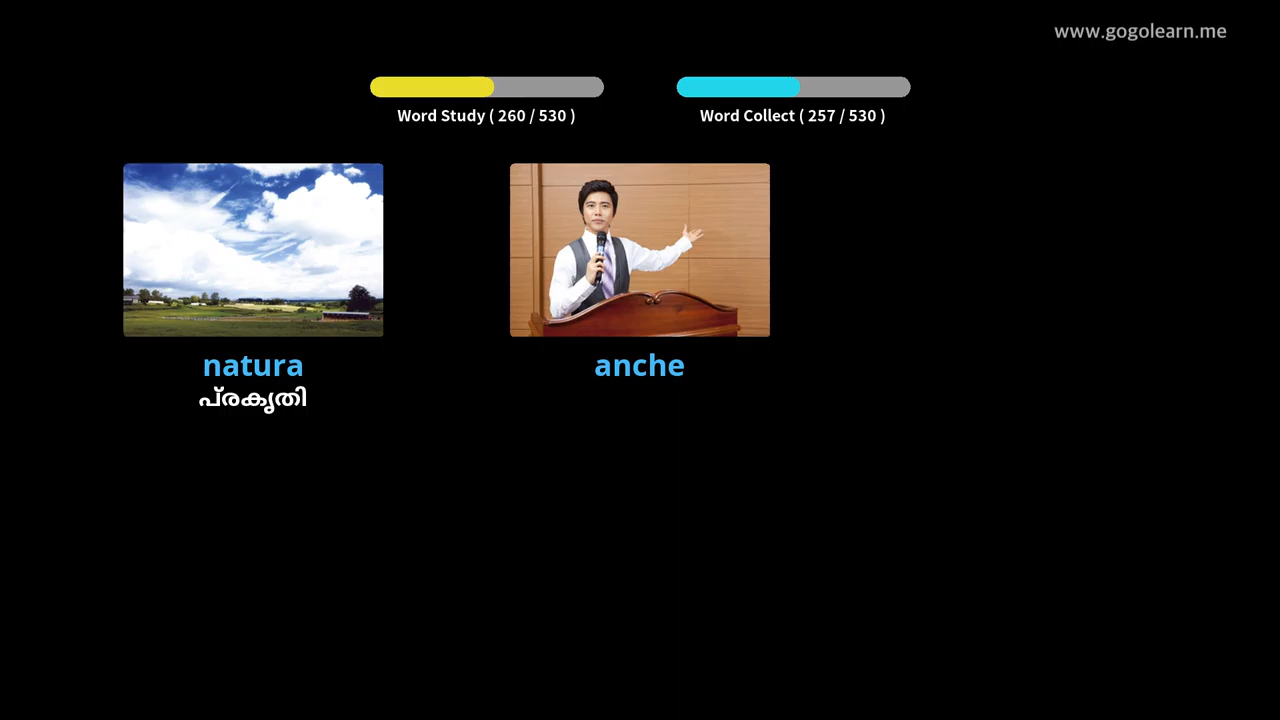 www.gogolearn.me
Word Study ( 260 / 530 )
Word Collect ( 257 / 530 )
natura
anche
പ്രകൃതി